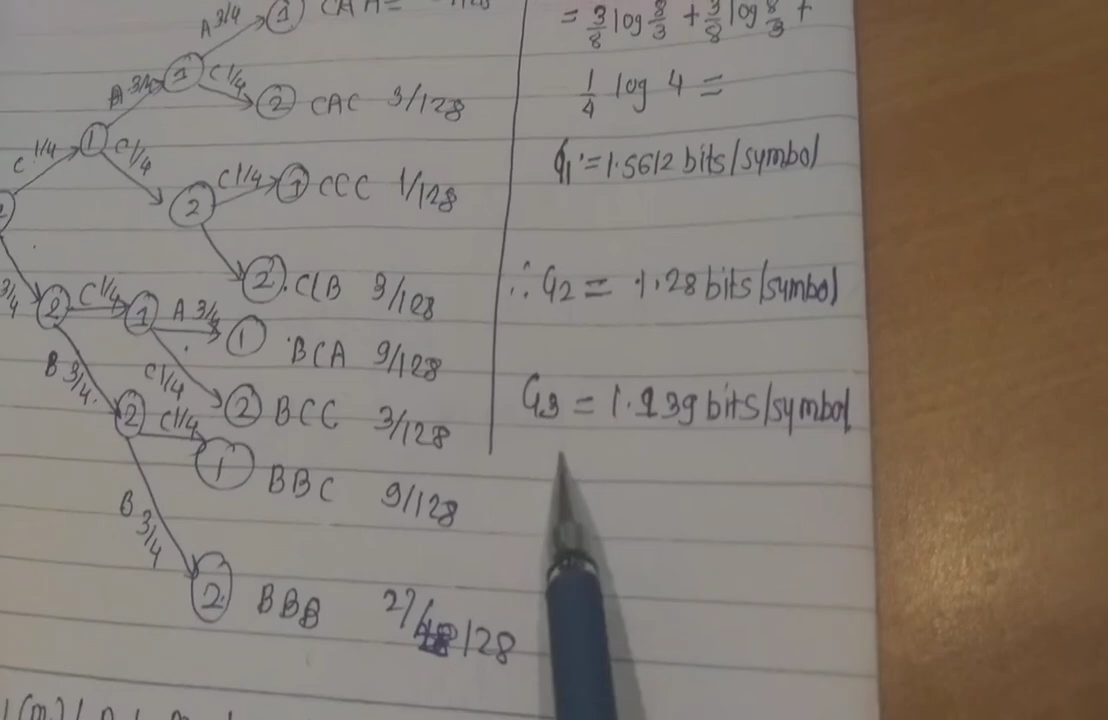 A 3/4 1
= 3/8 log 8/3 + 3/8 log 8/3 +
A 3/4 1 C 1/4
2 CAC 3/128
1/4 log 4 =
C 1/4 1 C 1/4
C 1/4 1 CCC 1/128
G1 = 1.5612 bits/symbol
2
2 CCB 3/128
∴ G2 = 1.28 bits/symbol
3/4 2 C 1/4 1 A 3/4 1 BCA 9/128
B 3/4 C 1/4 2 BCC 3/128
G3 = 1.139 bits/symbol
2 C 1/4 1 BBC 9/128
B 3/4
2 BBB 27/128